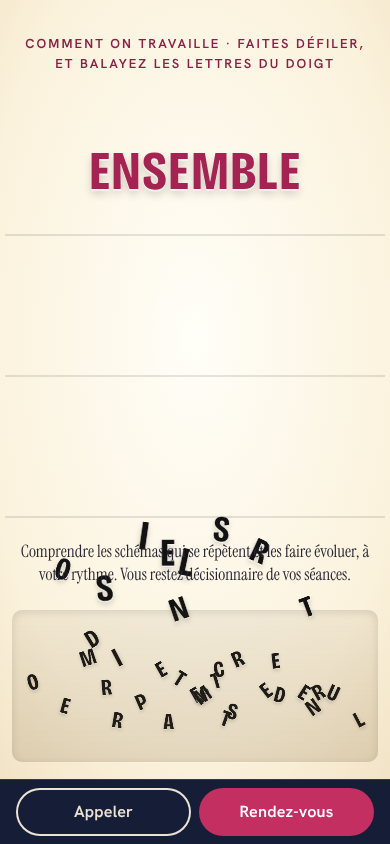 COMMENT ON TRAVAILLE · FAITES DÉFILER,
ET BALAYEZ LES LETTRES DU DOIGT
ENSEMBLE
Comprendre les schémas qui se répètent et les faire évoluer, à
votre rythme. Vous restez décisionnaire de vos séances.
Appeler
Rendez-vous